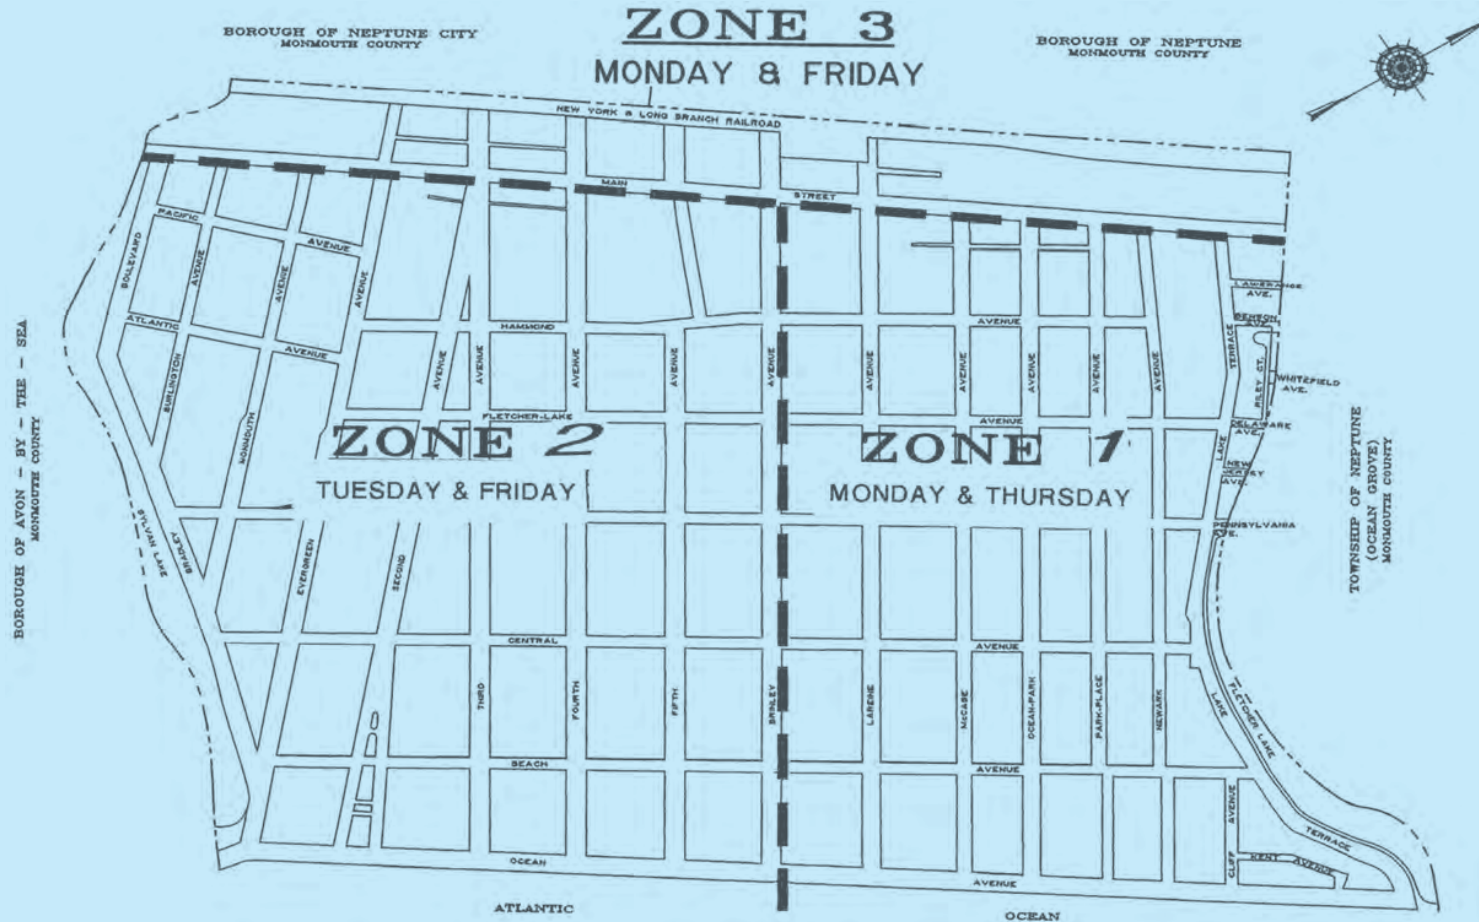 ZONE 3
MONDAY & FRIDAY
BOROUGH OF NEPTUNE CITY
MONMOUTH COUNTY
BOROUGH OF NEPTUNE
MONMOUTH COUNTY
NEW YORK & LONG BRANCH RAILROAD
MAIN
STREET
PACIFIC
AVENUE
BOULEVARD
AVENUE
AVENUE
AVENUE
ATLANTIC
AVENUE
BURLINGTON
MONMOUTH
HAMMOND
AVENUE
AVENUE
AVENUE
AVENUE
AVENUE
AVENUE
AVENUE
AVENUE
AVENUE
AVENUE
AVENUE
TERRACE
LAWERANCE
AVE.
BENSON
AVE.
RILEY CT.
WHITEFIELD
AVE.
DELAWARE
AVE.
LAKE
NEW
JERSEY
AVE.
PENNSYLVANIA
AVE.
FLETCHER-LAKE
AVENUE
ZONE 2
TUESDAY & FRIDAY
ZONE 1
MONDAY & THURSDAY
BOROUGH OF AVON - BY - THE - SEA
MONMOUTH COUNTY
TOWNSHIP OF NEPTUNE
(OCEAN GROVE)
MONMOUTH COUNTY
SYLVAN LAKE
BRADLEY
EVERGREEN
SECOND
CENTRAL
AVENUE
THIRD
FOURTH
FIFTH
BRINLEY
LAREINE
McCABE
OCEAN-PARK
PARK-PLACE
NEWARK
LAKE
FLETCHER LAKE
BEACH
AVENUE
AVENUE
TERRACE
CLIFF
KENT AVENUE
OCEAN
AVENUE
ATLANTIC
OCEAN